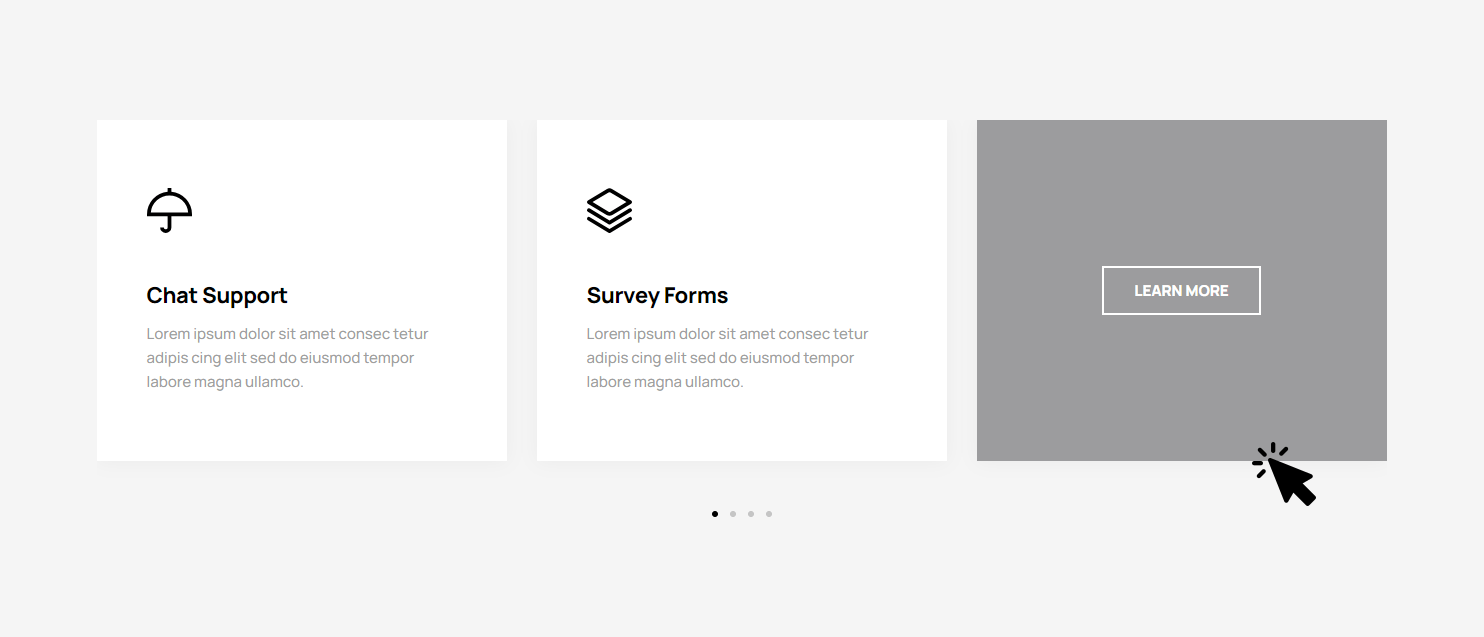 Chat Support
Lorem ipsum dolor sit amet consec tetur
adipis cing elit sed do eiusmod tempor
labore magna ullamco.
Survey Forms
Lorem ipsum dolor sit amet consec tetur
adipis cing elit sed do eiusmod tempor
labore magna ullamco.
LEARN MORE